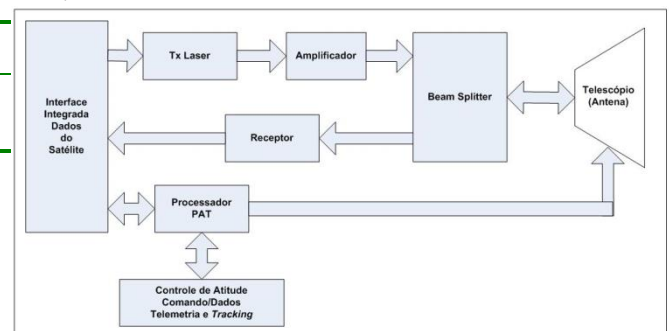 Tx Laser
Amplificador
Beam Splitter
Telescópio
(Antena)
Interface
Integrada
Dados
do
Satélite
Receptor
Processador
PAT
Controle de Atitude
Comando/Dados
Telemetria e Tracking